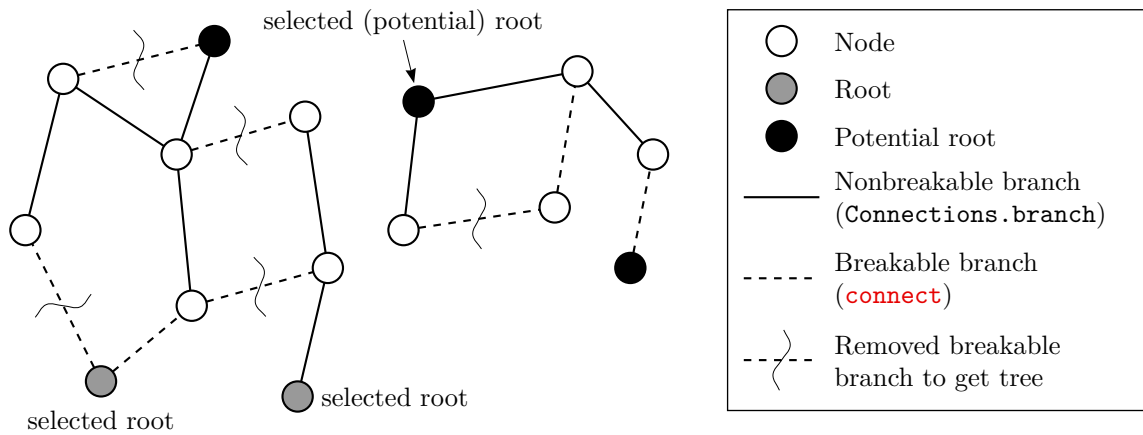 selected (potential) root
selected root
selected root
Node
Root
Potential root
Nonbreakable branch
(Connections.branch)
Breakable branch
(connect)
Removed breakable
branch to get tree